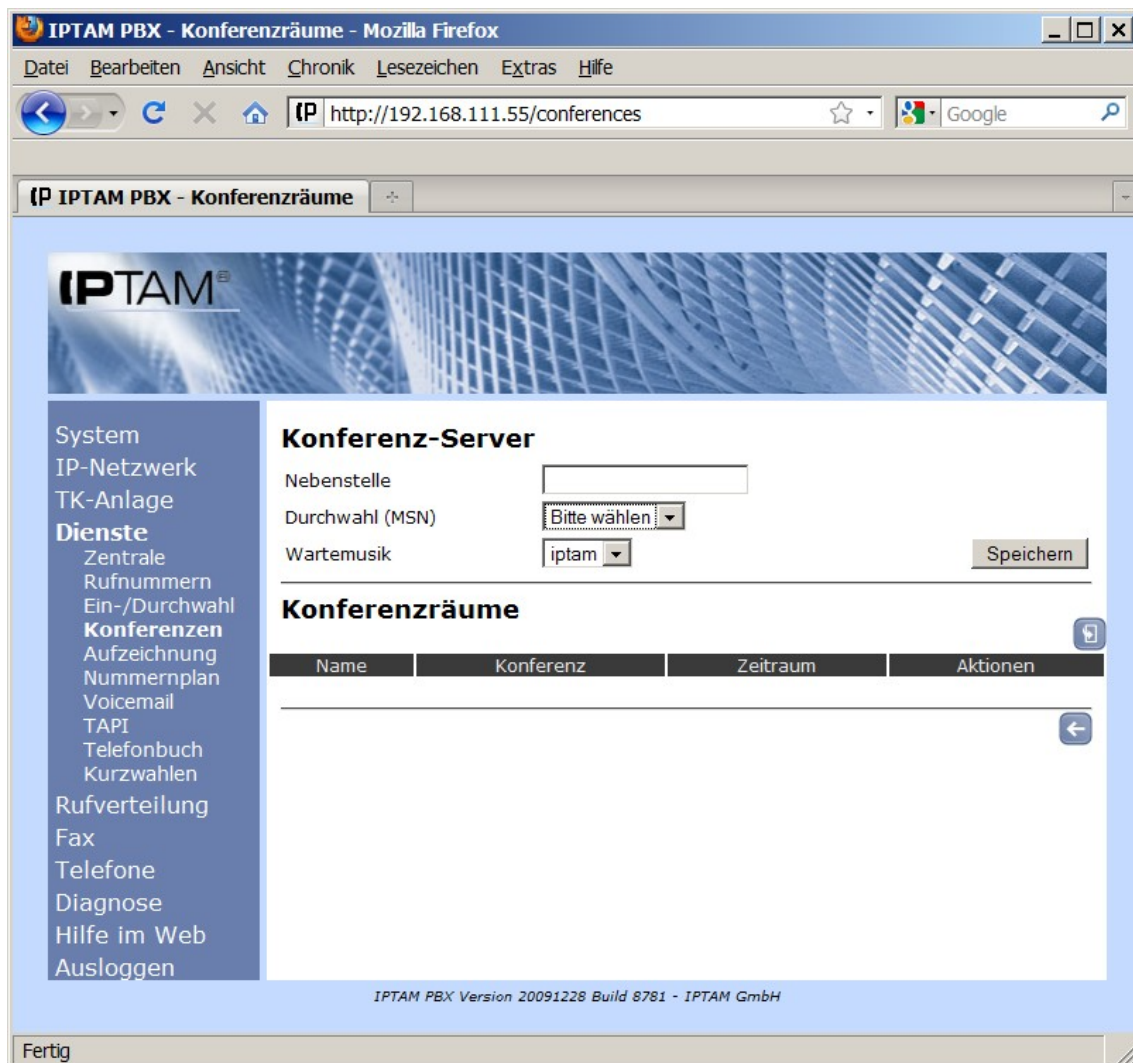 IPTAM PBX - Konferenzräume - Mozilla Firefox
Datei Bearbeiten Ansicht Chronik Lesezeichen Extras Hilfe
(P http://192.168.111.55/conferences Google
(P IPTAM PBX - Konferenzräume
IPTAM®
System
IP-Netzwerk
TK-Anlage
Dienste
Zentrale
Rufnummern
Ein-/Durchwahl
Konferenzen
Aufzeichnung
Nummernplan
Voicemail
TAPI
Telefonbuch
Kurzwahlen
Rufverteilung
Fax
Telefone
Diagnose
Hilfe im Web
Ausloggen
Konferenz-Server
Nebenstelle
Durchwahl (MSN) Bitte wählen
Wartemusik iptam Speichern
Konferenzräume
Name Konferenz Zeitraum Aktionen
IPTAM PBX Version 20091228 Build 8781 - IPTAM GmbH
Fertig